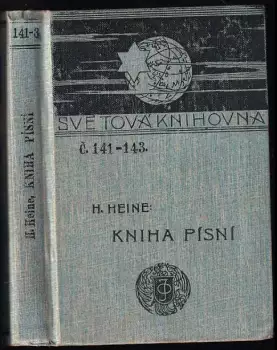 141-3
H. Heine, KNIHA PÍSNÍ
SVĚTOVÁ KNIHOVNA
Č. 141-143.
H. HEINE:
KNIHA PÍSNÍ